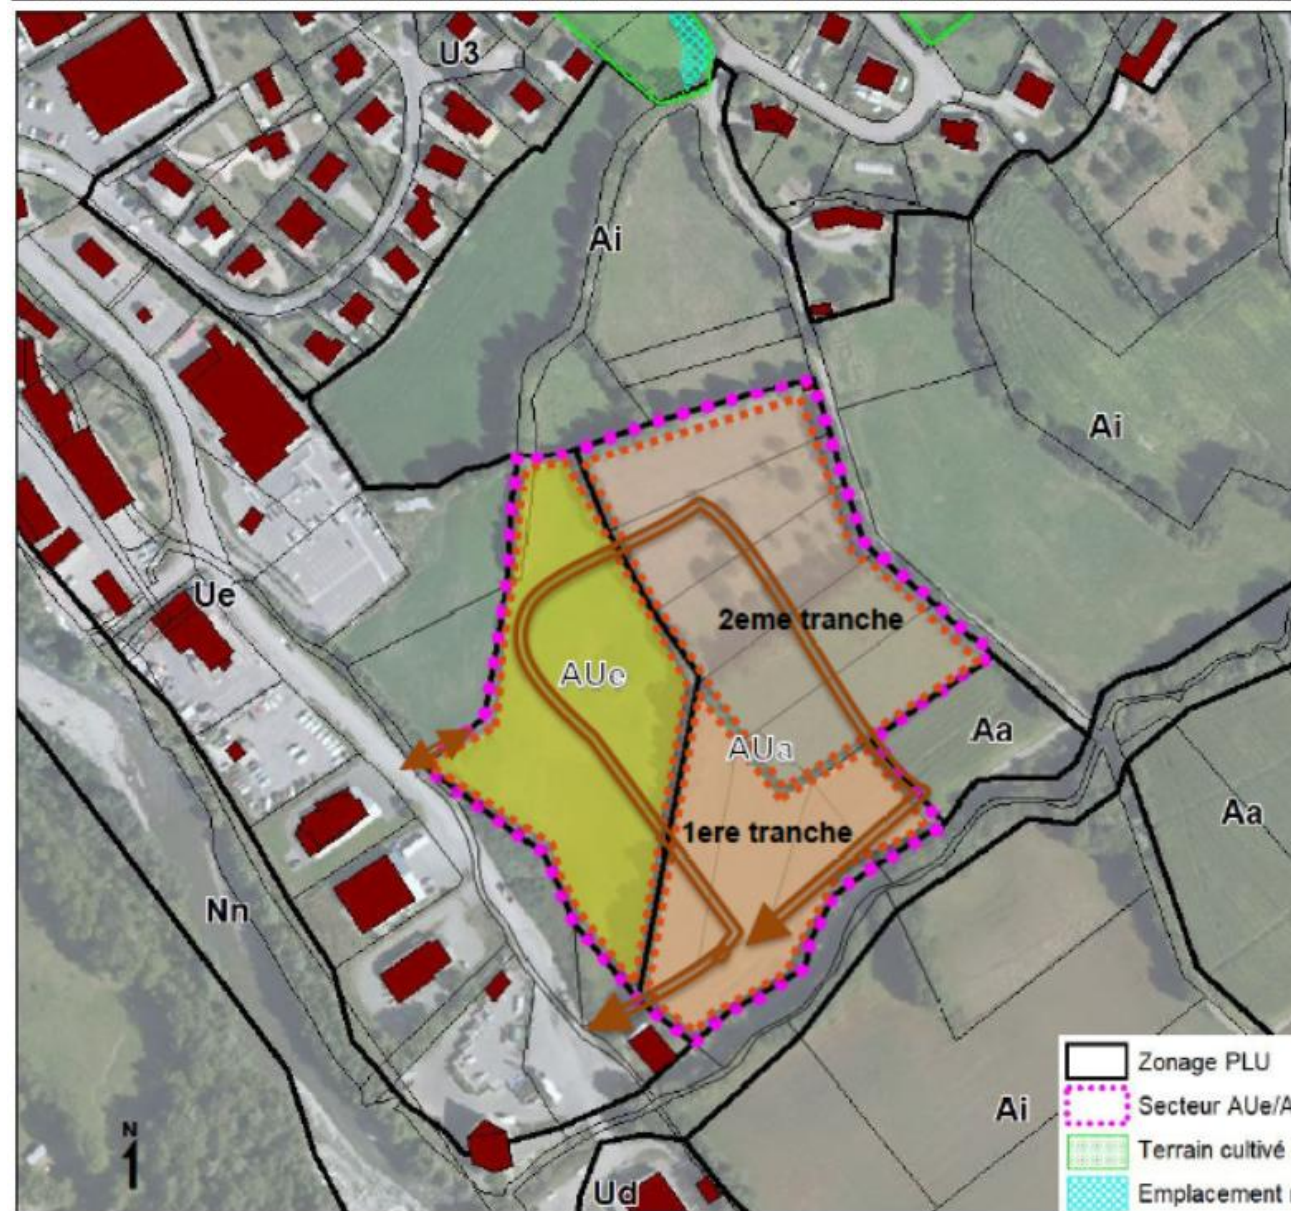 U3
Ai
Ai
Ue
2eme tranche
AUe
AUa
Aa
1ere tranche
Aa
Nn
Zonage PLU
Secteur AUe/A
Ai
Terrain cultivé
N
Emplacement
Ud